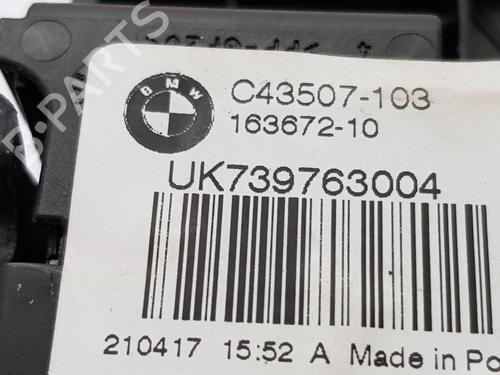 B-PARTS
BMW
C43507-103
163672-10
UK739763004
210417 15:52 A Made in Po